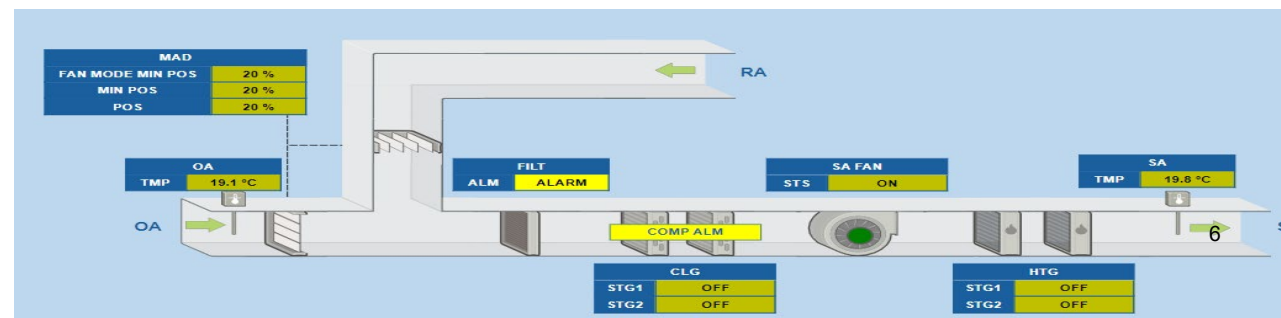 MAD
FAN MODE MIN POS 20 %
MIN POS 20 %
POS 20 %
RA
OA
TMP 19.1 °C
FILT
ALM ALARM
SA FAN
STS ON
SA
TMP 19.8 °C
OA
COMP ALM
6
S
CLG
STG1 OFF
STG2 OFF
HTG
STG1 OFF
STG2 OFF